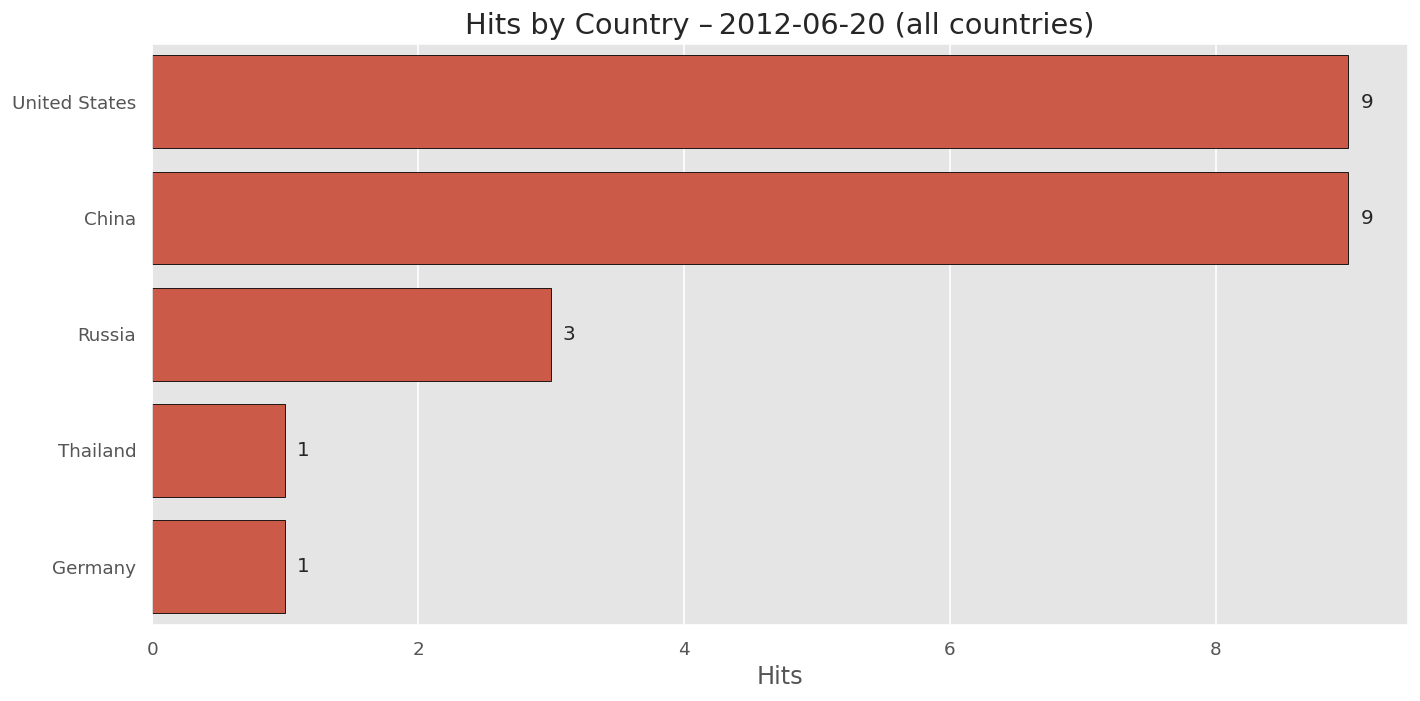 Hits by Country – 2012-06-20 (all countries)
United States 9
China 9
Russia 3
Thailand 1
Germany 1
0 2 4 6 8
Hits